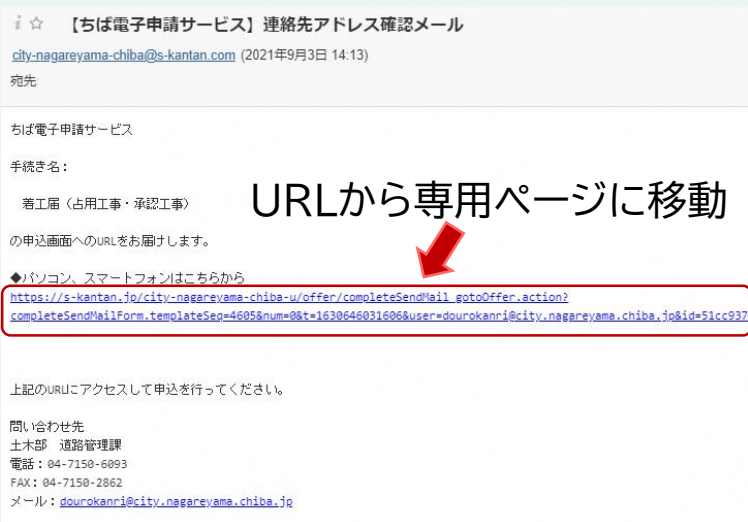 【ちば電子申請サービス】連絡先アドレス確認メール
city-nagareyama-chiba@s-kantan.com (2021年9月3日 14:13)
宛先
ちば電子申請サービス
手続き名：
着工届（占用工事・承認工事）
URLから専用ページに移動
の申込画面へのURLをお届けします。
◆パソコン、スマートフォンはこちらから
https://s-kantan.jp/city-nagareyama-chiba-u/offer/completeSendMail_gotoOffer.action?
completeSendMailForm.templateSeq=4605&num=0&t=1630646031606&user=dourokanri@city.nagareyama.chiba.jp&id=51cc937
上記のURLにアクセスして申込を行ってください。
問い合わせ先
土木部　道路管理課
電話：04-7150-6093
FAX：04-7150-2862
メール：dourokanri@city.nagareyama.chiba.jp